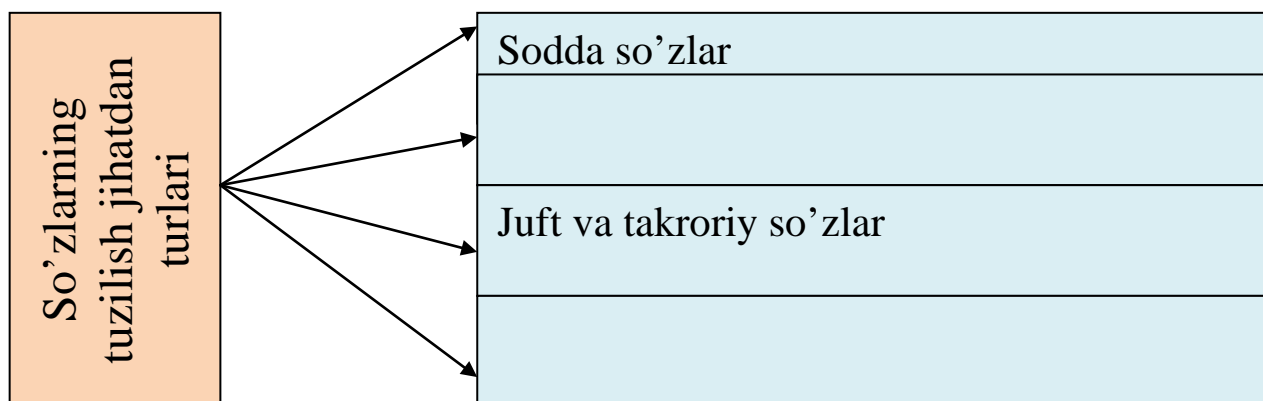 So’zlarning
tuzilish jihatdan
turlari
Sodda so’zlar
Juft va takroriy so’zlar